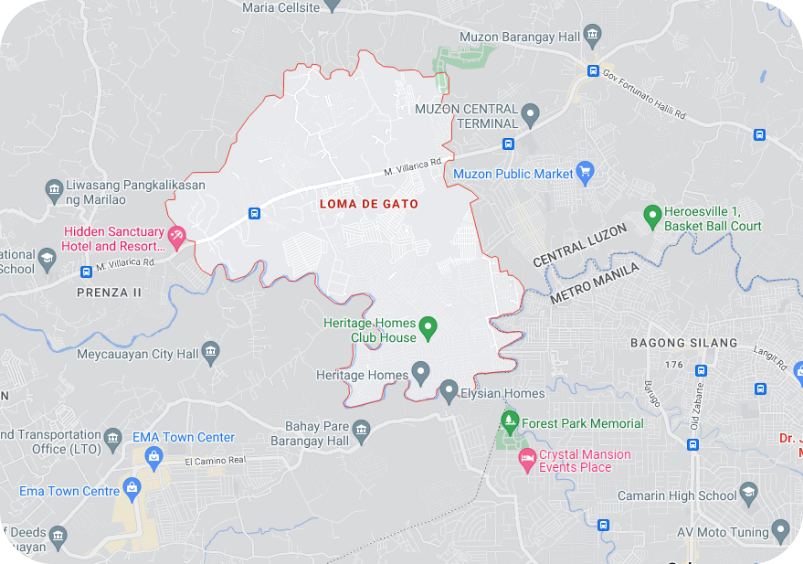 Maria Cellsite
Muzon Barangay Hall
Gov Fortunato Halili Rd
MUZON CENTRAL
TERMINAL
M. Villarica Rd
Muzon Public Market
Liwasang Pangkalikasan
ng Marilao
LOMA DE GATO
Heroesville 1,
Basket Ball Court
Hidden Sanctuary
Hotel and Resort...
CENTRAL LUZON
ational
School
M. Villarica Rd
METRO MANILA
PRENZA II
Heritage Homes
Club House
Meycauayan City Hall
BAGONG SILANG
Langit Rd
176
Heritage Homes
Elysian Homes
Barugo
Old Zabarte
N
Bahay Pare
Barangay Hall
Forest Park Memorial
nd Transportation
Office (LTO)
EMA Town Center
Dr. J
M
El Camino Real
Crystal Mansion
Events Place
Ema Town Centre
Camarin High School
f Deeds
uayan
AV Moto Tuning